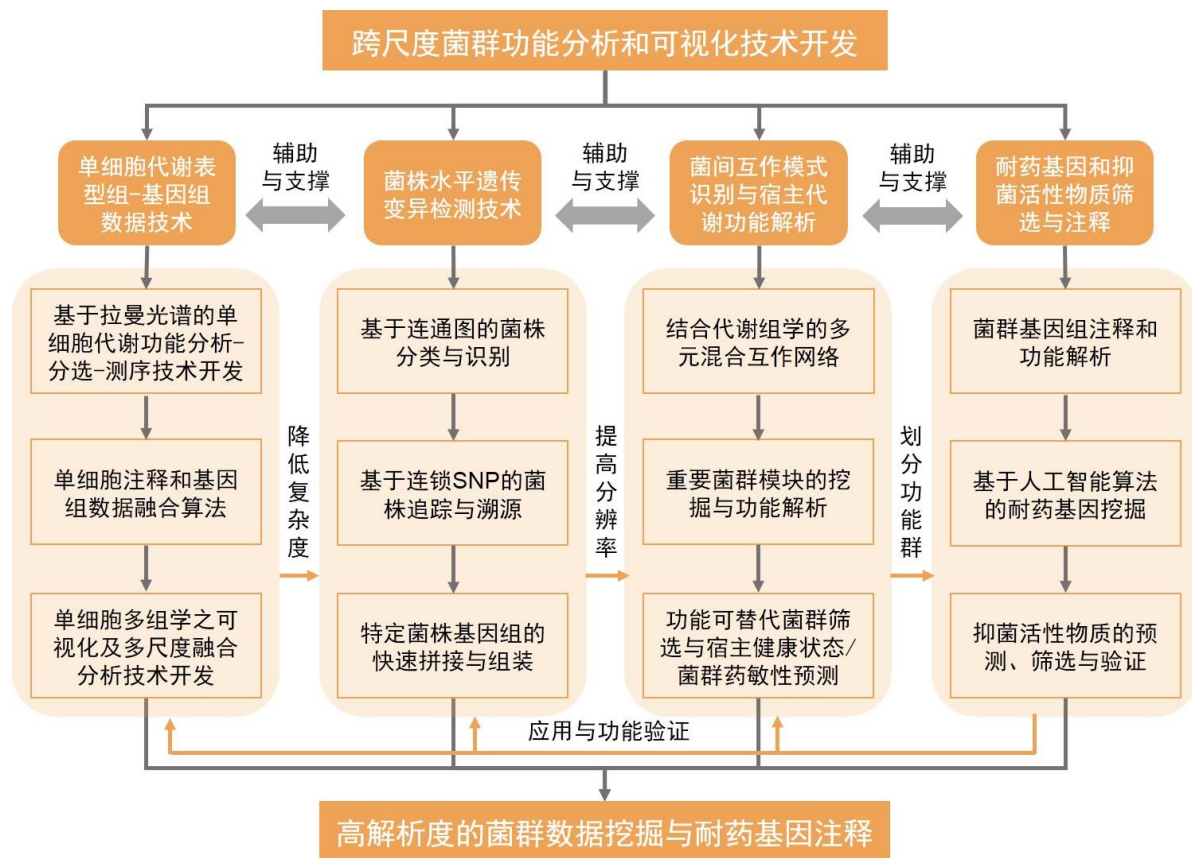 跨尺度菌群功能分析和可视化技术开发
单细胞代谢表
型组-基因组
数据技术
辅助
与支撑
菌株水平遗传
变异检测技术
辅助
与支撑
菌间互作模式
识别与宿主代
谢功能解析
辅助
与支撑
耐药基因和抑
菌活性物质筛
选与注释
基于拉曼光谱的单
细胞代谢功能分析-
分选-测序技术开发
单细胞注释和基因
组数据融合算法
单细胞多组学之可
视化及多尺度融合
分析技术开发
降低复杂度
基于连通图的菌株
分类与识别
基于连锁SNP的菌
株追踪与溯源
特定菌株基因组的
快速拼接与组装
提高分辨率
结合代谢组学的多
元混合互作网络
重要菌群模块的挖
掘与功能解析
功能可替代菌群筛
选与宿主健康状态/
菌群药敏性预测
划分功能群
菌群基因组注释和
功能解析
基于人工智能算法
的耐药基因挖掘
抑菌活性物质的预
测、筛选与验证
应用与功能验证
高解析度的菌群数据挖掘与耐药基因注释